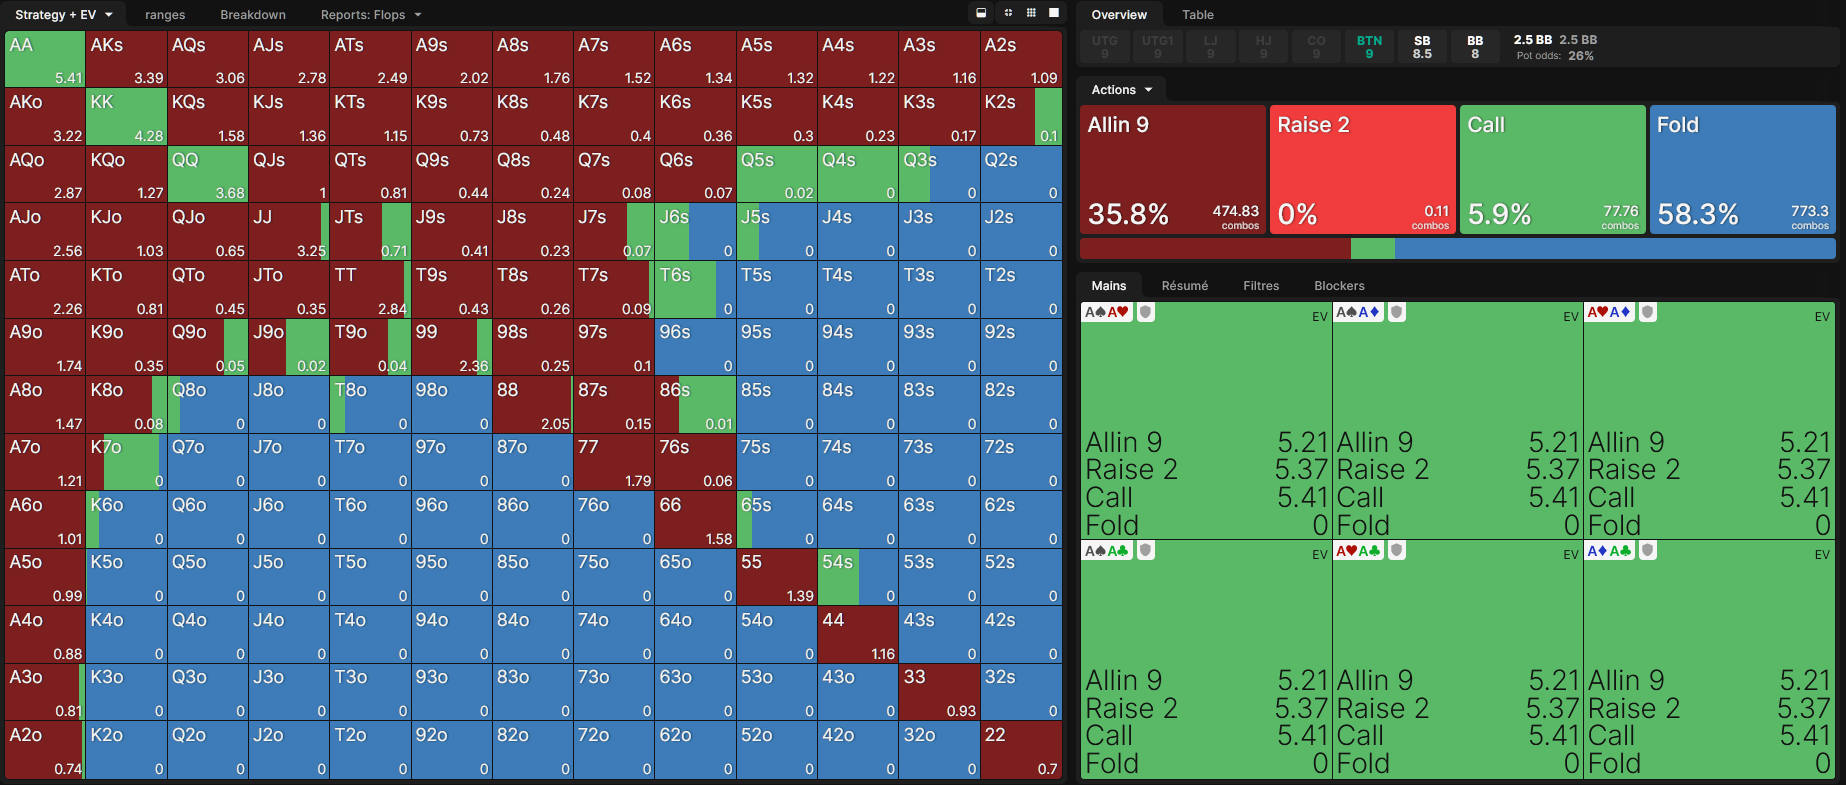 Strategy + EV ranges Breakdown Reports: Flops
AA 5.41 AKs 3.39 AQs 3.06 AJs 2.78 ATs 2.49 A9s 2.02 A8s 1.76 A7s 1.52 A6s 1.34 A5s 1.32 A4s 1.22 A3s 1.16 A2s 1.09
AKo 3.22 KK 4.28 KQs 1.58 KJs 1.36 KTs 1.15 K9s 0.73 K8s 0.48 K7s 0.4 K6s 0.36 K5s 0.3 K4s 0.23 K3s 0.17 K2s 0.1
AQo 2.87 KQo 1.27 QQ 3.68 QJs 1 QTs 0.81 Q9s 0.44 Q8s 0.24 Q7s 0.08 Q6s 0.07 Q5s 0.02 Q4s 0 Q3s 0 Q2s 0
AJo 2.56 KJo 1.03 QJo 0.65 JJ 3.25 JTs 0.71 J9s 0.41 J8s 0.23 J7s 0.07 J6s 0 J5s 0 J4s 0 J3s 0 J2s 0
ATo 2.26 KTo 0.81 QTo 0.45 JTo 0.35 TT 2.84 T9s 0.43 T8s 0.26 T7s 0.09 T6s 0 T5s 0 T4s 0 T3s 0 T2s 0
A9o 1.74 K9o 0.35 Q9o 0.05 J9o 0.02 T9o 0.04 99 2.36 98s 0.25 97s 0.1 96s 0 95s 0 94s 0 93s 0 92s 0
A8o 1.47 K8o 0.08 Q8o 0 J8o 0 T8o 0 98o 0 88 2.05 87s 0.15 86s 0.01 85s 0 84s 0 83s 0 82s 0
A7o 1.21 K7o 0 Q7o 0 J7o 0 T7o 0 97o 0 87o 0 77 1.79 76s 0.06 75s 0 74s 0 73s 0 72s 0
A6o 1.01 K6o 0 Q6o 0 J6o 0 T6o 0 96o 0 86o 0 76o 0 66 1.58 65s 0 64s 0 63s 0 62s 0
A5o 0.99 K5o 0 Q5o 0 J5o 0 T5o 0 95o 0 85o 0 75o 0 65o 0 55 1.39 54s 0 53s 0 52s 0
A4o 0.88 K4o 0 Q4o 0 J4o 0 T4o 0 94o 0 84o 0 74o 0 64o 0 54o 0 44 1.16 43s 0 42s 0
A3o 0.81 K3o 0 Q3o 0 J3o 0 T3o 0 93o 0 83o 0 73o 0 63o 0 53o 0 43o 0 33 0.93 32s 0
A2o 0.74 K2o 0 Q2o 0 J2o 0 T2o 0 92o 0 82o 0 72o 0 62o 0 52o 0 42o 0 32o 0 22 0.7
Overview Table
UTG UTG1 LJ HJ CO BTN SB BB 2.5 BB 2.5 BB
9 9 9 9 9 9 8.5 8 Pot odds: 26%
Actions
Allin 9 Raise 2 Call Fold
35.8% 474.83 combos 0% 0.11 combos 5.9% 77.76 combos 58.3% 773.3 combos
Mains Résumé Filtres Blockers
A♠A♥ EV A♠A♦ EV A♥A♦ EV
Allin 9 5.21 Allin 9 5.21 Allin 9 5.21
Raise 2 5.37 Raise 2 5.37 Raise 2 5.37
Call 5.41 Call 5.41 Call 5.41
Fold 0 Fold 0 Fold 0
A♠A♣ EV A♥A♣ EV A♦A♣ EV
Allin 9 5.21 Allin 9 5.21 Allin 9 5.21
Raise 2 5.37 Raise 2 5.37 Raise 2 5.37
Call 5.41 Call 5.41 Call 5.41
Fold 0 Fold 0 Fold 0